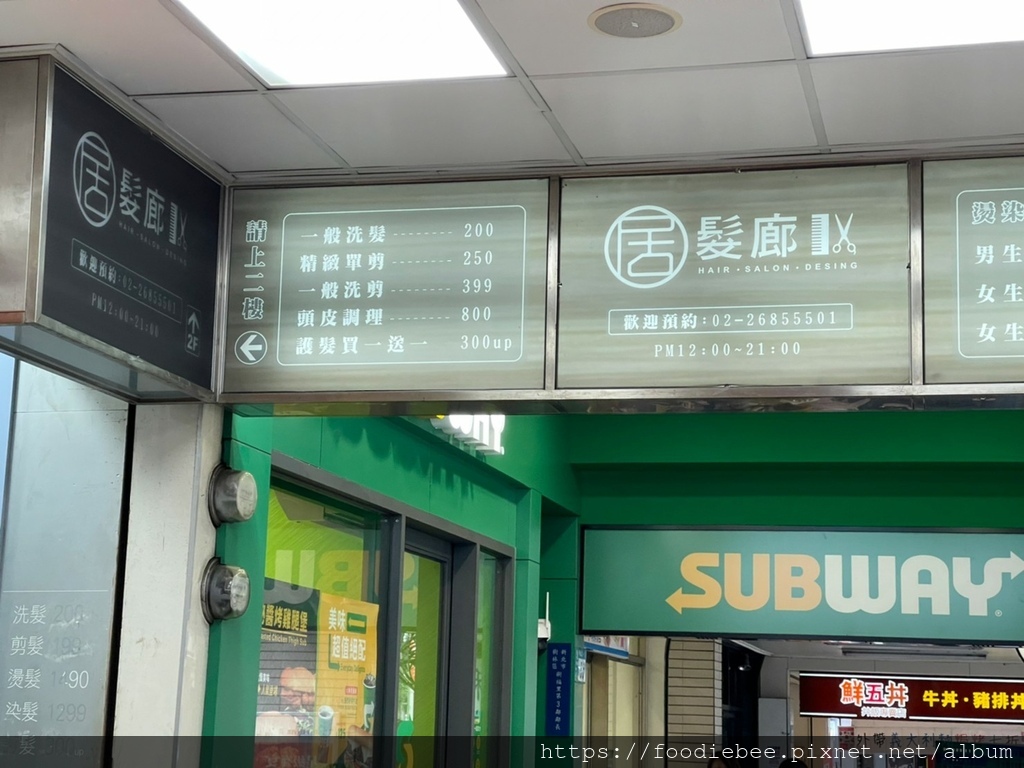 居 髮廊
HAIR·SALON·DESING
歡迎預約:02-26855501
PM12:00~21:00
2F
請上二樓
一般洗髮 -------- 200
精緻單剪 -------- 250
一般洗剪 -------- 399
頭皮調理 -------- 800
護髮買一送一 300up
居 髮廊
HAIR·SALON·DESING
歡迎預約:02-26855501
PM12:00~21:00
燙染
男生
女生
女生
SUBWAY
美味
超值細配
洗髮 200
剪髮 199
燙髮
染髮 1299
鮮五丼
牛丼·豬排丼
https://foodiebee.pixnet.net/album